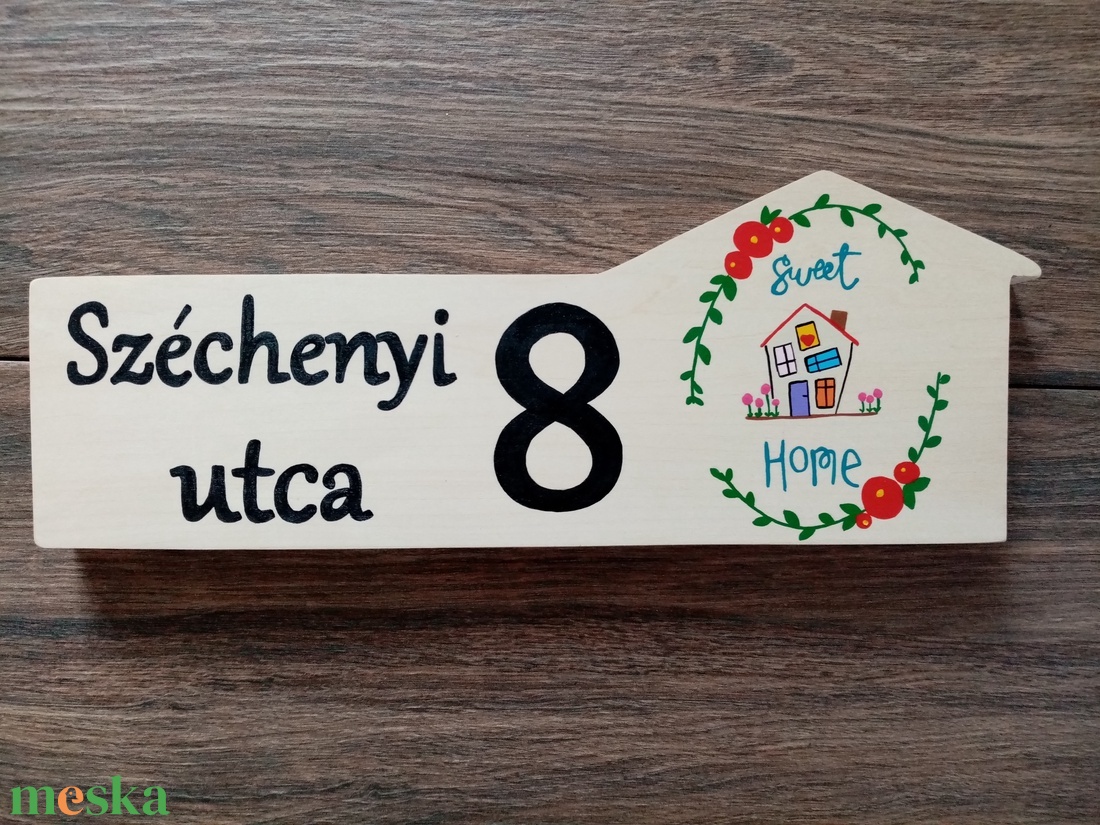 Széchenyi
utca
8
sweet
Home
meska